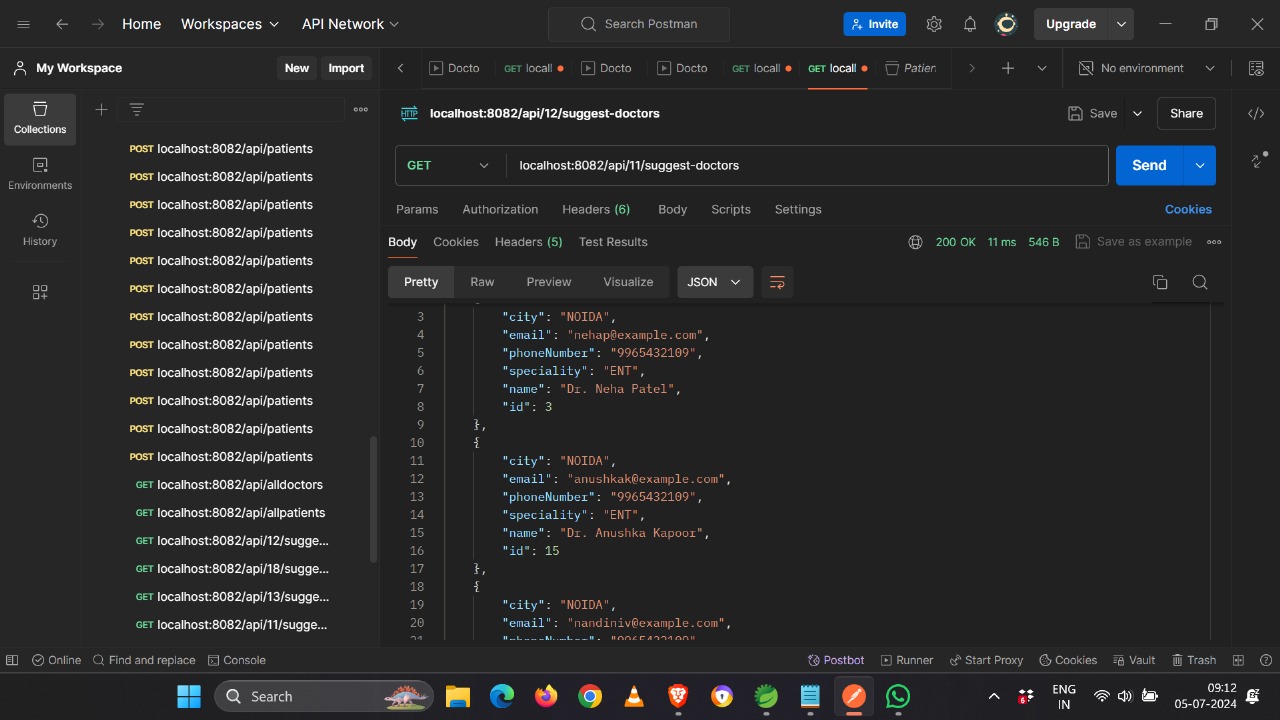 Home
Workspaces
API Network
Search Postman
Invite
Upgrade
My Workspace
New
Import
Docto
GET locall
Docto
Docto
GET locall
GET locall
Patien
No environment
Collections
Environments
History
POST localhost:8082/api/patients
POST localhost:8082/api/patients
POST localhost:8082/api/patients
POST localhost:8082/api/patients
POST localhost:8082/api/patients
POST localhost:8082/api/patients
POST localhost:8082/api/patients
POST localhost:8082/api/patients
POST localhost:8082/api/patients
POST localhost:8082/api/patients
POST localhost:8082/api/patients
POST localhost:8082/api/patients
GET localhost:8082/api/alldoctors
GET localhost:8082/api/allpatients
GET localhost:8082/api/12/sugge...
GET localhost:8082/api/18/sugge...
GET localhost:8082/api/13/sugge...
GET localhost:8082/api/11/sugge...
HTTP localhost:8082/api/12/suggest-doctors
Save
Share
GET
localhost:8082/api/11/suggest-doctors
Send
Params
Authorization
Headers (6)
Body
Scripts
Settings
Cookies
Body
Cookies
Headers (5)
Test Results
200 OK
11 ms
546 B
Save as example
Pretty
Raw
Preview
Visualize
JSON
3 "city": "NOIDA",
4 "email": "nehap@example.com",
5 "phoneNumber": "9965432109",
6 "speciality": "ENT",
7 "name": "Dr. Neha Patel",
8 "id": 3
9 },
10 {
11 "city": "NOIDA",
12 "email": "anushkak@example.com",
13 "phoneNumber": "9965432109",
14 "speciality": "ENT",
15 "name": "Dr. Anushka Kapoor",
16 "id": 15
17 },
18 {
19 "city": "NOIDA",
20 "email": "nandiniv@example.com",
21 "phoneNumber": "9965432109"
Online
Find and replace
Console
Postbot
Runner
Start Proxy
Cookies
Vault
Trash
Search
ENG
IN
09:12
05-07-2024